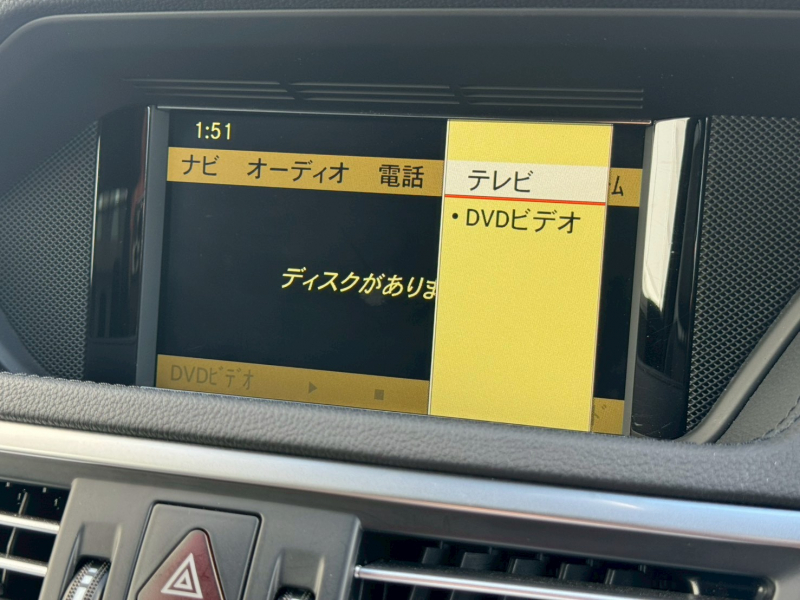 1:51
ナビ オーディオ 電話
テレビ
・DVDビデオ
ディスクがありま
DVDビデオ